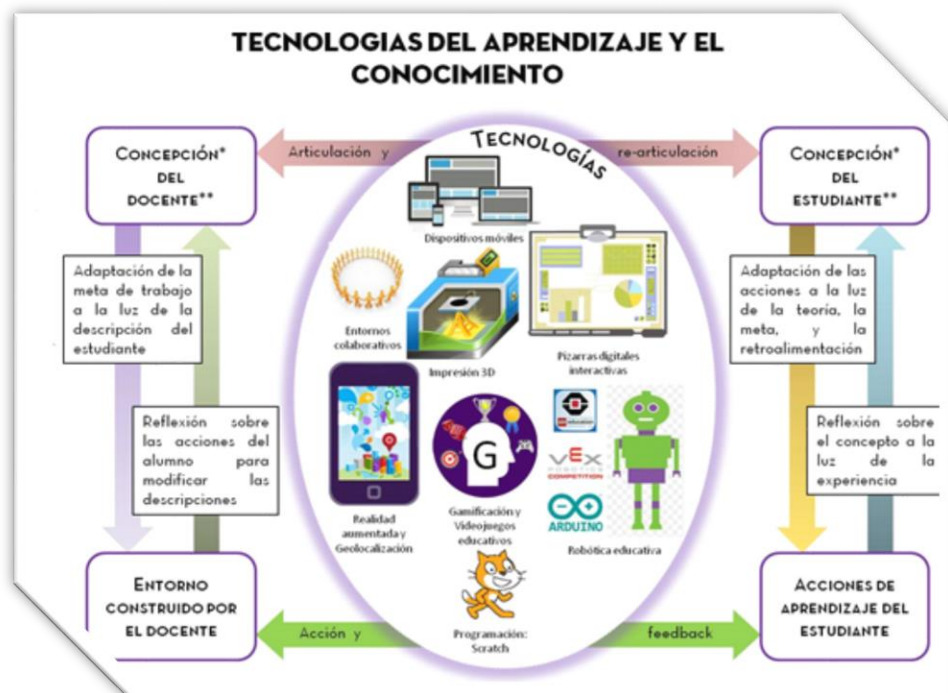 TECNOLOGIAS DEL APRENDIZAJE Y EL
CONOCIMIENTO
CONCEPCIÓN*
DEL
DOCENTE**
Articulación y
TECNOLOGÍAS
re-articulación
CONCEPCIÓN*
DEL
ESTUDIANTE**
Dispositivos móviles
Adaptación de la
meta de trabajo
a la luz de la
descripción del
estudiante
Entornos
colaborativos
Impresión 3D
Pizarras digitales
interactivas
Adaptación de las
acciones a la luz
de la teoría, la
meta, y la
retroalimentación
Reflexión sobre
las acciones del
alumno para
modificar las
descripciones
Realidad
aumentada y
Geolocalización
G
Gamificación y
Videojuegos
educativos
education
VEX
ROBOTICS
COMPETITION
ARDUINO
Robótica educativa
Reflexión sobre
el concepto a la
luz de la
experiencia
ENTORNO
CONSTRUIDO POR
EL DOCENTE
Acción y
Programación:
Scratch
feedback
ACCIONES DE
APRENDIZAJE DEL
ESTUDIANTE